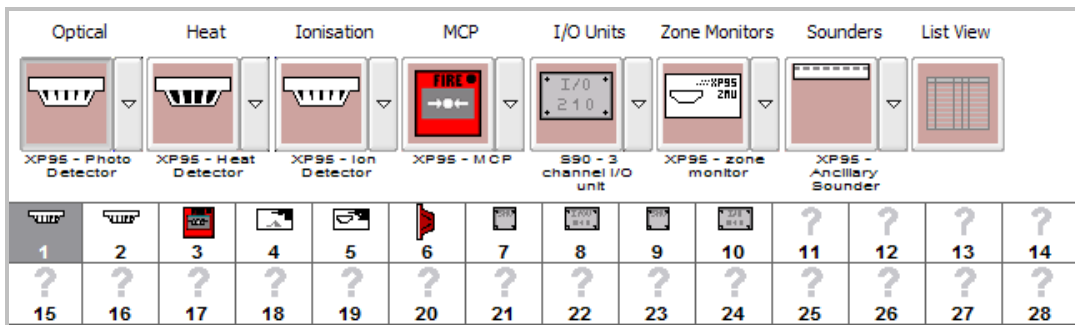 Optical Heat Ionisation MCP I/O Units Zone Monitors Sounders List View
FIRE
I/O
210
XP95
ZMU
XP95 - Photo Detector
XP95 - Heat Detector
XP95 - Ion Detector
XP95 - MCP
S90 - 3 channel I/O unit
XP95 - zone monitor
XP95 - Ancillary Sounder
? ? ? ?
1 2 3 4 5 6 7 8 9 10 11 12 13 14
? ? ? ? ? ? ? ? ? ? ? ? ? ?
15 16 17 18 19 20 21 22 23 24 25 26 27 28